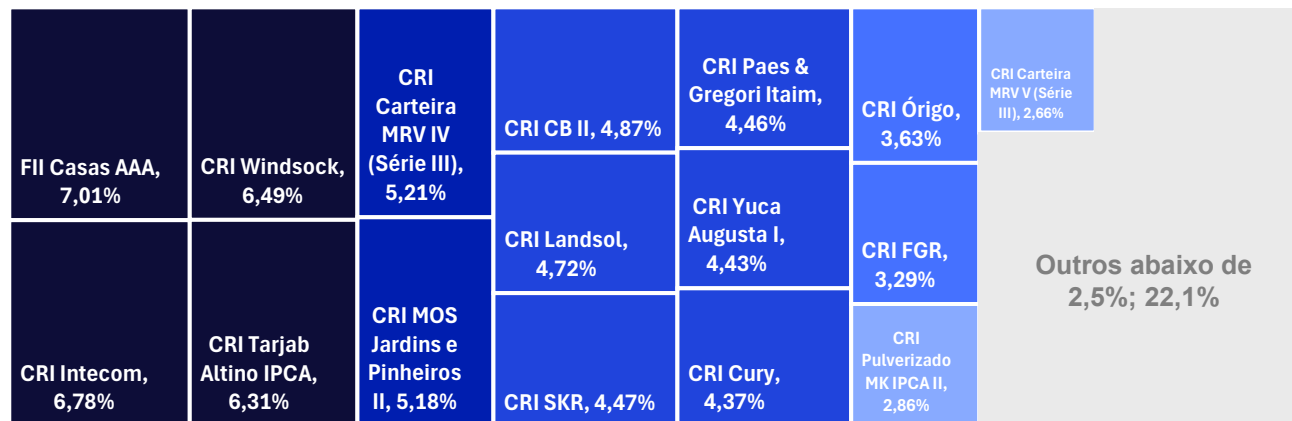 FII Casas AAA,
7,01%
CRI Intecom,
6,78%
CRI Windsock,
6,49%
CRI Tarjab
Altino IPCA,
6,31%
CRI
Carteira
MRV IV
(Série III),
5,21%
CRI MOS
Jardins e
Pinheiros
II, 5,18%
CRI CB II, 4,87%
CRI Landsol,
4,72%
CRI SKR, 4,47%
CRI Paes &
Gregori Itaim,
4,46%
CRI Yuca
Augusta I,
4,43%
CRI Cury,
4,37%
CRI Órigo,
3,63%
CRI FGR,
3,29%
CRI
Pulverizado
MK IPCA II,
2,86%
CRI Carteira
MRV V (Série
III), 2,66%
Outros abaixo de
2,5%; 22,1%